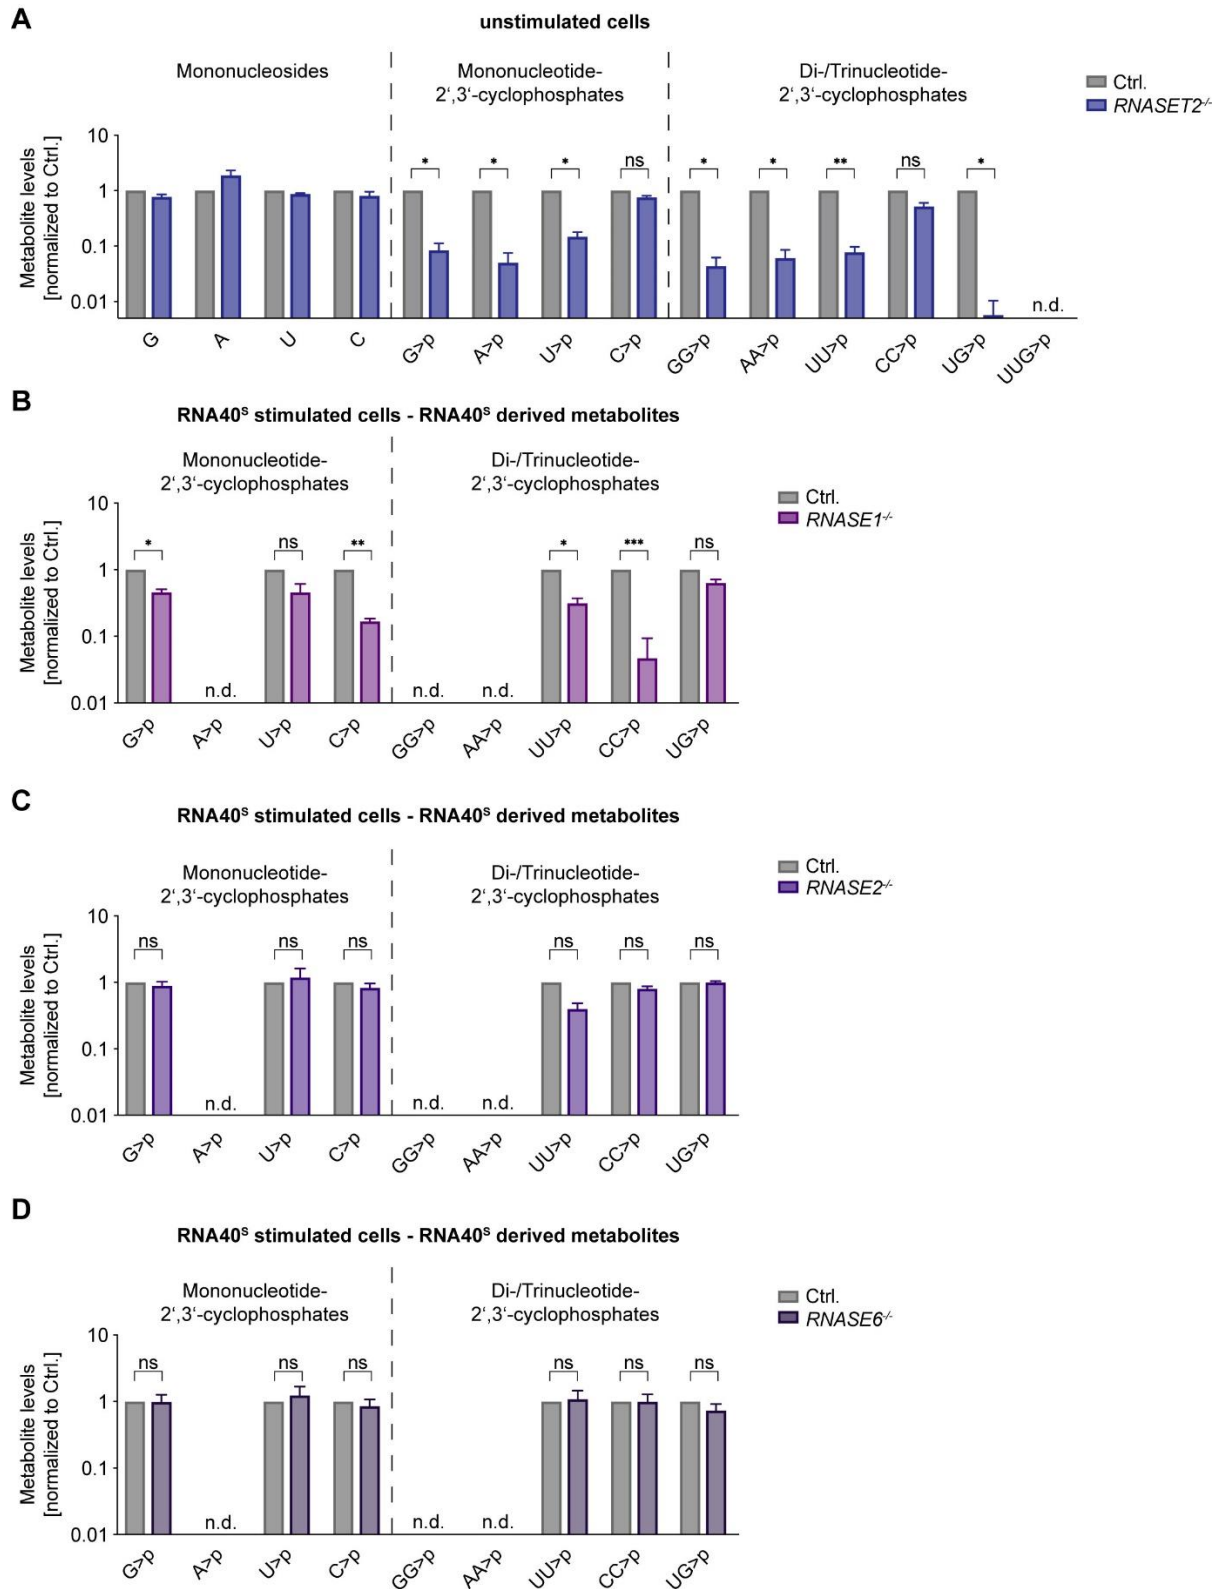 A
unstimulated cells
Mononucleosides
Mononucleotide-
2',3'-cyclophosphates
Di-/Trinucleotide-
2',3'-cyclophosphates
Ctrl.
RNASET2-/-
Metabolite levels
[normalized to Ctrl.]
10
1
0.1
0.01
* * * ns * * ** ns *
n.d.
G A U C G>p A>p U>p C>p GG>p AA>p UU>p CC>p UG>p UUG>p
B
RNA40ˢ stimulated cells - RNA40ˢ derived metabolites
Mononucleotide-
2',3'-cyclophosphates
Di-/Trinucleotide-
2',3'-cyclophosphates
Ctrl.
RNASE1-/-
Metabolite levels
[normalized to Ctrl.]
10
1
0.1
0.01
* ns ** * *** ns
n.d. n.d. n.d.
G>p A>p U>p C>p GG>p AA>p UU>p CC>p UG>p
C
RNA40ˢ stimulated cells - RNA40ˢ derived metabolites
Mononucleotide-
2',3'-cyclophosphates
Di-/Trinucleotide-
2',3'-cyclophosphates
Ctrl.
RNASE2-/-
Metabolite levels
[normalized to Ctrl.]
10
1
0.1
0.01
ns ns ns ns ns ns
n.d. n.d. n.d.
G>p A>p U>p C>p GG>p AA>p UU>p CC>p UG>p
D
RNA40ˢ stimulated cells - RNA40ˢ derived metabolites
Mononucleotide-
2',3'-cyclophosphates
Di-/Trinucleotide-
2',3'-cyclophosphates
Ctrl.
RNASE6-/-
Metabolite levels
[normalized to Ctrl.]
10
1
0.1
0.01
ns ns ns ns ns ns
n.d. n.d. n.d.
G>p A>p U>p C>p GG>p AA>p UU>p CC>p UG>p